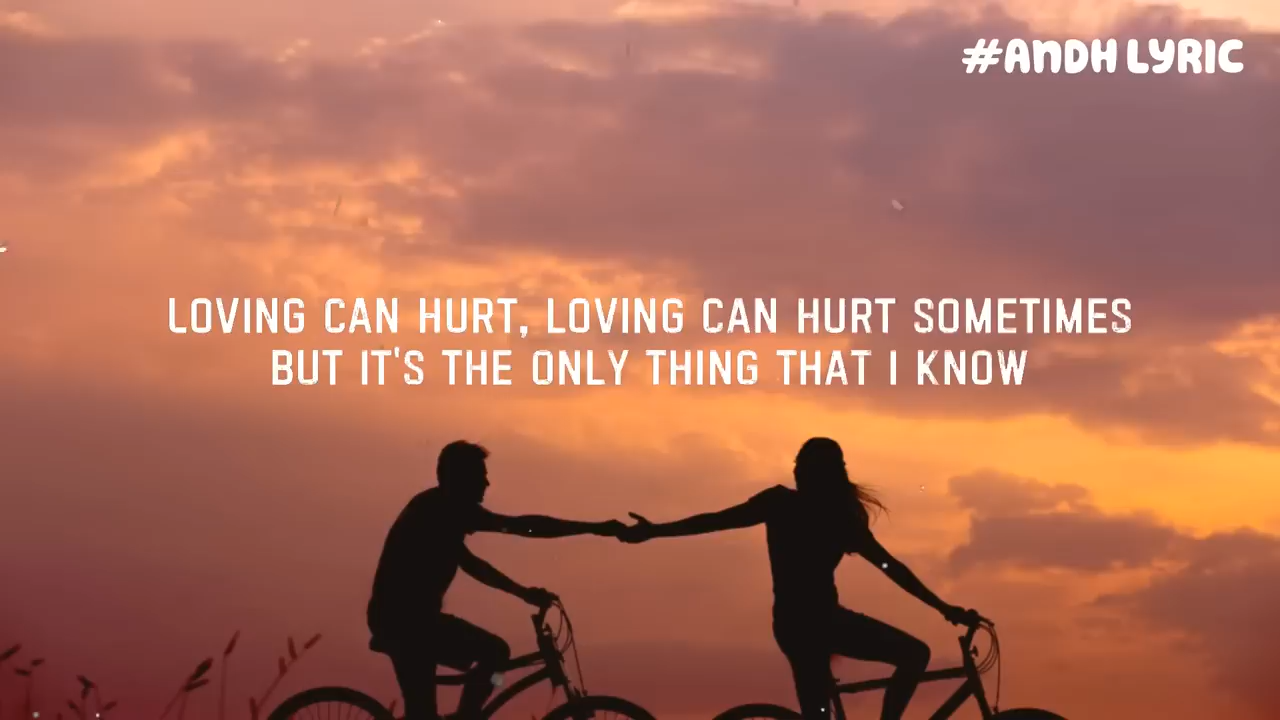 #ANDH LYRIC
LOVING CAN HURT, LOVING CAN HURT SOMETIMES
BUT IT'S THE ONLY THING THAT I KNOW